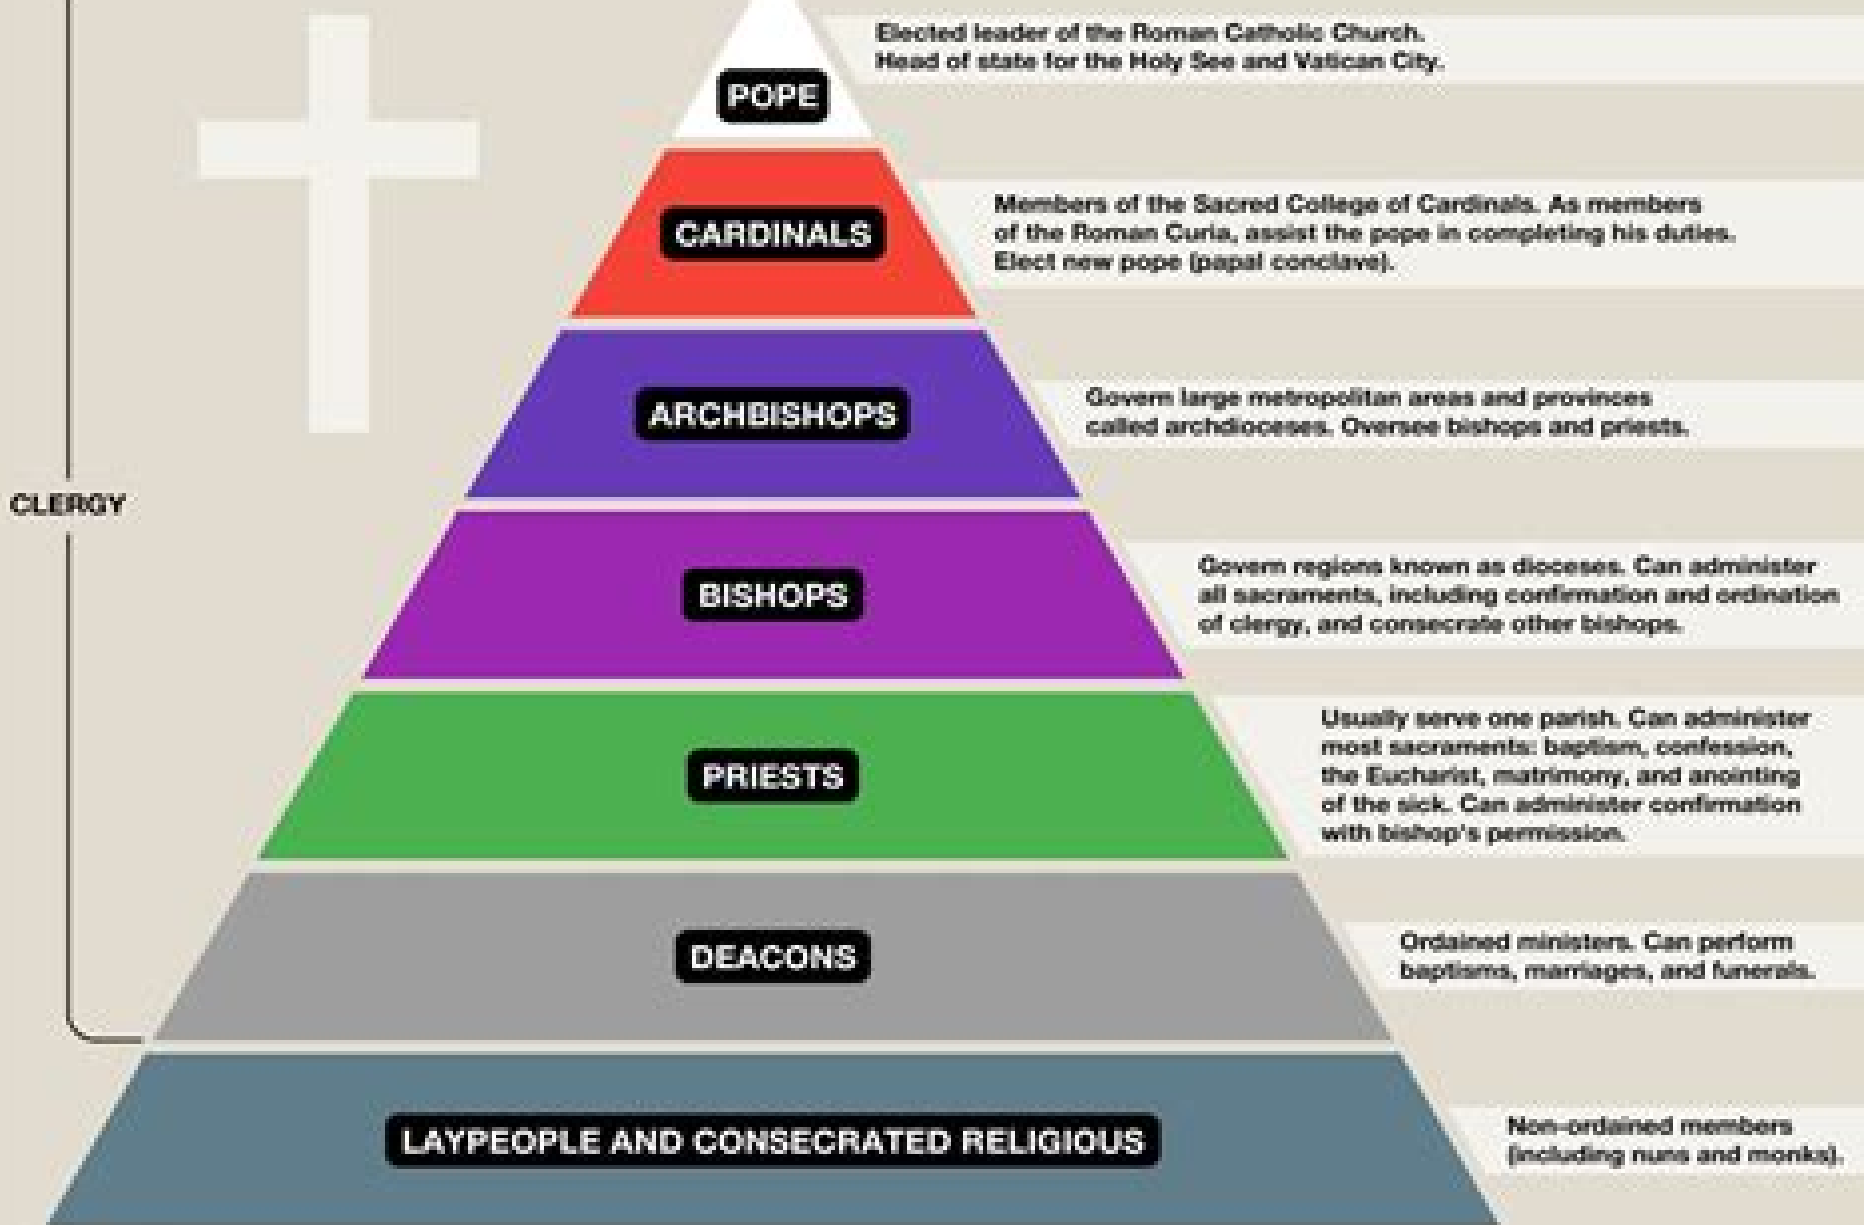 Elected leader of the Roman Catholic Church.
Head of state for the Holy See and Vatican City.
POPE
Members of the Sacred College of Cardinals. As members
of the Roman Curia, assist the pope in completing his duties.
Elect new pope (papal conclave).
CARDINALS
Govern large metropolitan areas and provinces
called archdioceses. Oversee bishops and priests.
ARCHBISHOPS
CLERGY
Govern regions known as dioceses. Can administer
all sacraments, including confirmation and ordination
of clergy, and consecrate other bishops.
BISHOPS
Usually serve one parish. Can administer
most sacraments: baptism, confession,
the Eucharist, matrimony, and anointing
of the sick. Can administer confirmation
with bishop's permission.
PRIESTS
Ordained ministers. Can perform
baptisms, marriages, and funerals.
DEACONS
Non-ordained members
(including nuns and monks).
LAYPEOPLE AND CONSECRATED RELIGIOUS